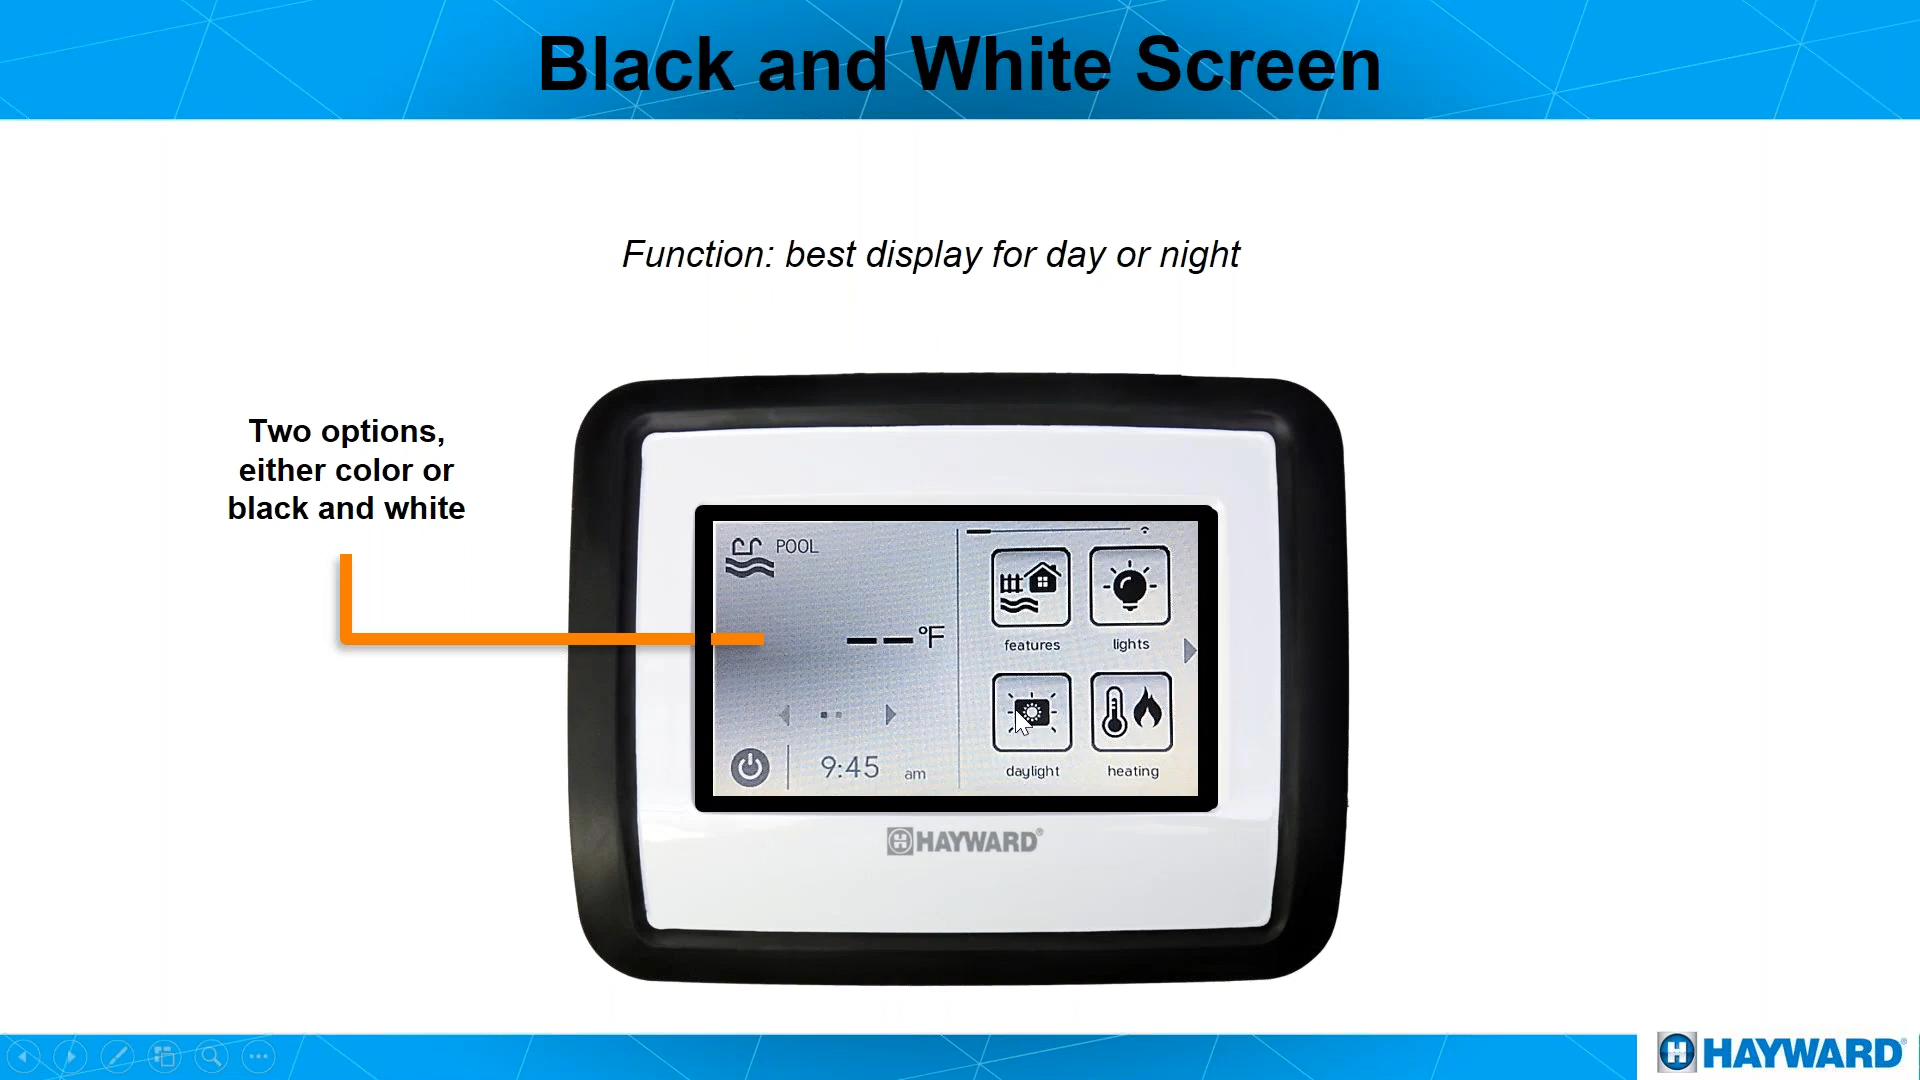 Black and White Screen
Function: best display for day or night
Two options,
either color or
black and white
POOL
-- °F
9:45 am
features
lights
daylight
heating
HAYWARD®
HAYWARD®